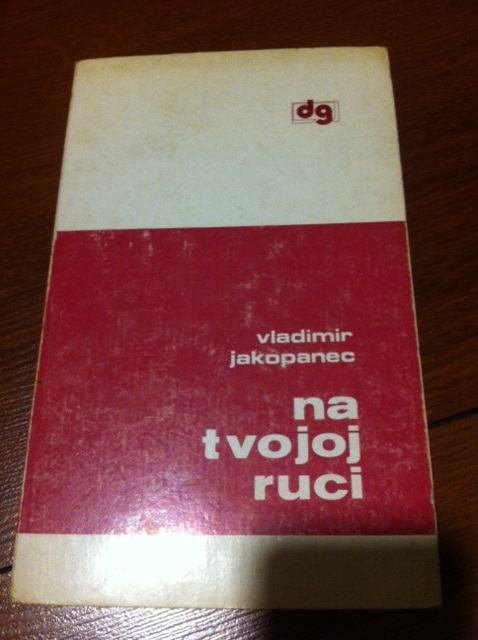 dg
vladimir
jakopanec
na
tvojoj
ruci